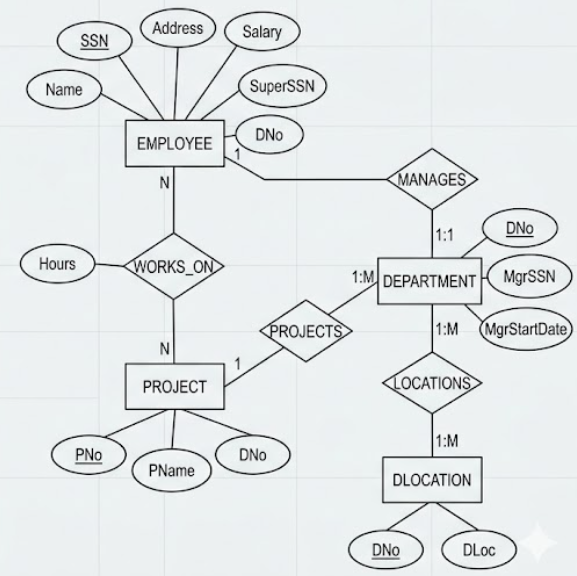 Address
SSN
Salary
Name
SuperSSN
EMPLOYEE
DNo
1
N
MANAGES
1:1
DNo
Hours
WORKS_ON
1:M
DEPARTMENT
MgrSSN
PROJECTS
1:M
MgrStartDate
N
1
PROJECT
LOCATIONS
1:M
PNo
PName
DNo
DLOCATION
DNo
DLoc